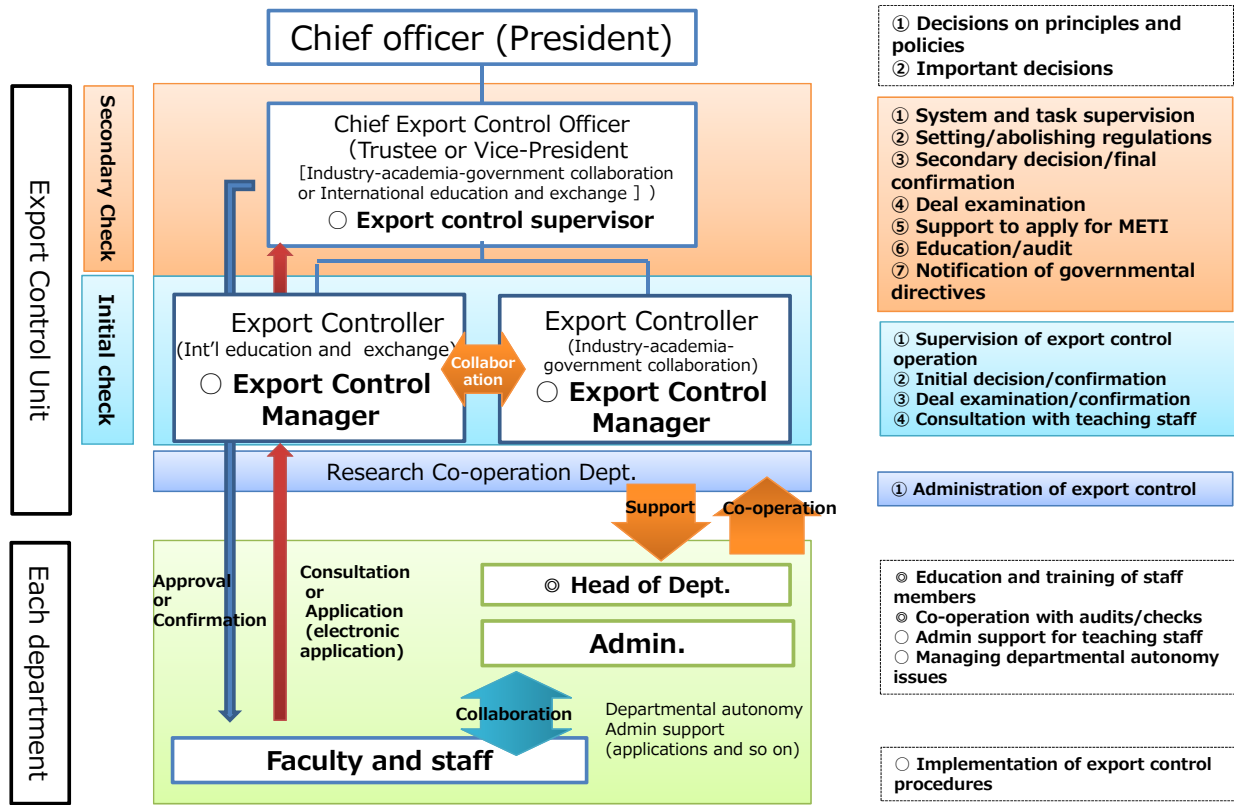 Chief officer (President)
① Decisions on principles and
policies
② Important decisions
Export Control Unit
Secondary Check
Chief Export Control Officer
(Trustee or Vice-President
[Industry-academia-government collaboration
or International education and exchange ] )
○ Export control supervisor
① System and task supervision
② Setting/abolishing regulations
③ Secondary decision/final
confirmation
④ Deal examination
⑤ Support to apply for METI
⑥ Education/audit
⑦ Notification of governmental
directives
Initial check
Export Controller
(Int’l education and exchange)
○ Export Control
Manager
Collabor
ation
Export Controller
(Industry-academia-
government collaboration)
○ Export Control
Manager
① Supervision of export control
operation
② Initial decision/confirmation
③ Deal examination/confirmation
④ Consultation with teaching staff
Research Co-operation Dept.
① Administration of export control
Support
Co-operation
Each department
Approval
or
Confirmation
Consultation
or
Application
(electronic
application)
◎ Head of Dept.
Admin.
◎ Education and training of staff
members
◎ Co-operation with audits/checks
○ Admin support for teaching staff
○ Managing departmental autonomy
issues
Collaboration
Departmental autonomy
Admin support
(applications and so on)
Faculty and staff
○ Implementation of export control
procedures